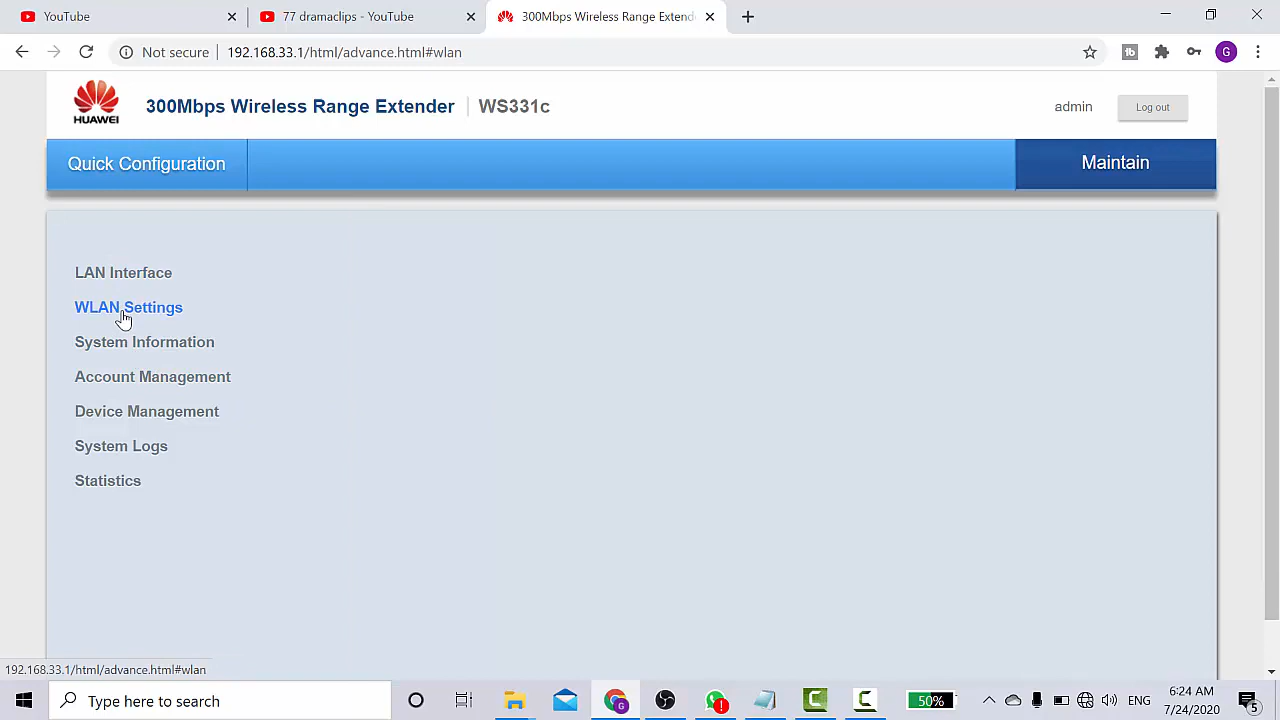 YouTube
77 dramaclips - YouTube
300Mbps Wireless Range Extend
Not secure
192.168.33.1/html/advance.html#wlan
G
HUAWEI
300Mbps Wireless Range Extender
WS331c
admin
Log out
Quick Configuration
Maintain
LAN Interface
WLAN Settings
System Information
Account Management
Device Management
System Logs
Statistics
192.168.33.1/html/advance.html#wlan
Type here to search
50%
ENG
6:24 AM
7/24/2020
5